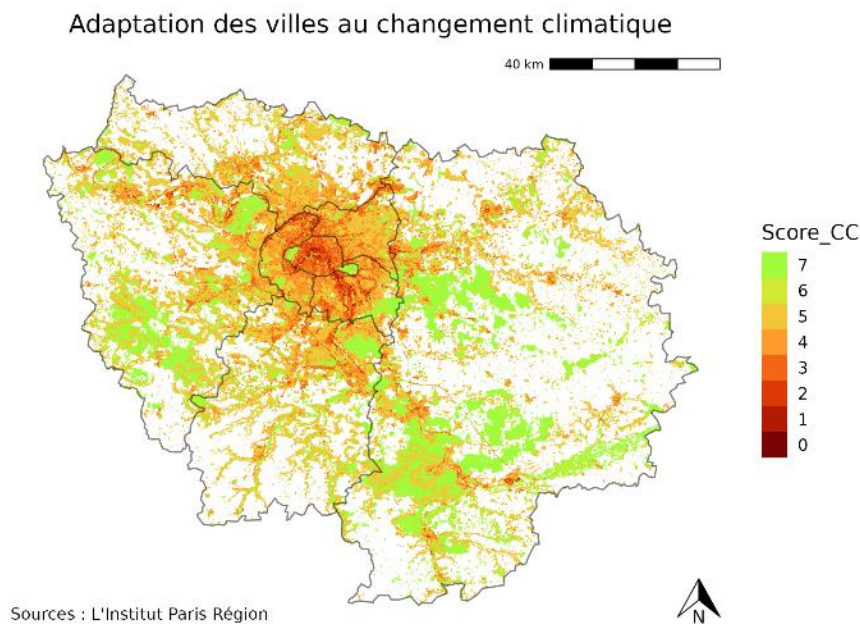 Adaptation des villes au changement climatique
40 km
Score_CC
7
6
5
4
3
2
1
0
N
Sources : L'Institut Paris Région